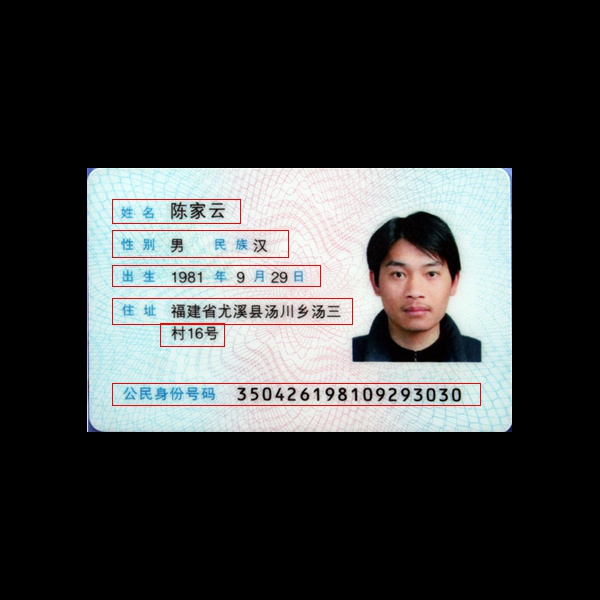 姓名 陈家云
性别 男 民族 汉
出生 1981 年 9 月 29 日
住址 福建省尤溪县汤川乡汤三
村16号
公民身份号码 350426198109293030